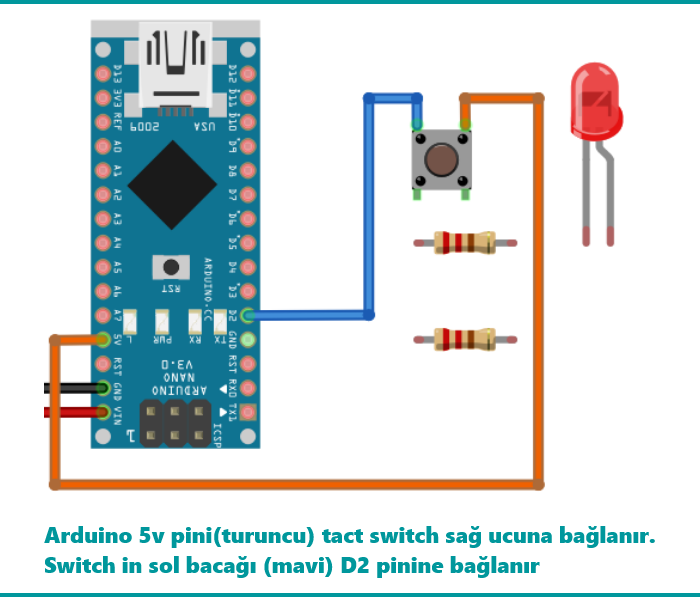 D13
3V3
REF
A0
A1
A2
A3
A4
A5
A6
A7
5V
RST
GND
VIN
D12
D11
D10
D9
D8
D7
D6
D5
D4
D3
D2
GND
RST
RX0
TX1
2009
USA
RST
ARDUINO.CC
L
PWR
RX
TX
ARDUINO
NANO
V3.0
1
ICSP
Arduino 5v pini(turuncu) tact switch sağ ucuna bağlanır.
Switch in sol bacağı (mavi) D2 pinine bağlanır